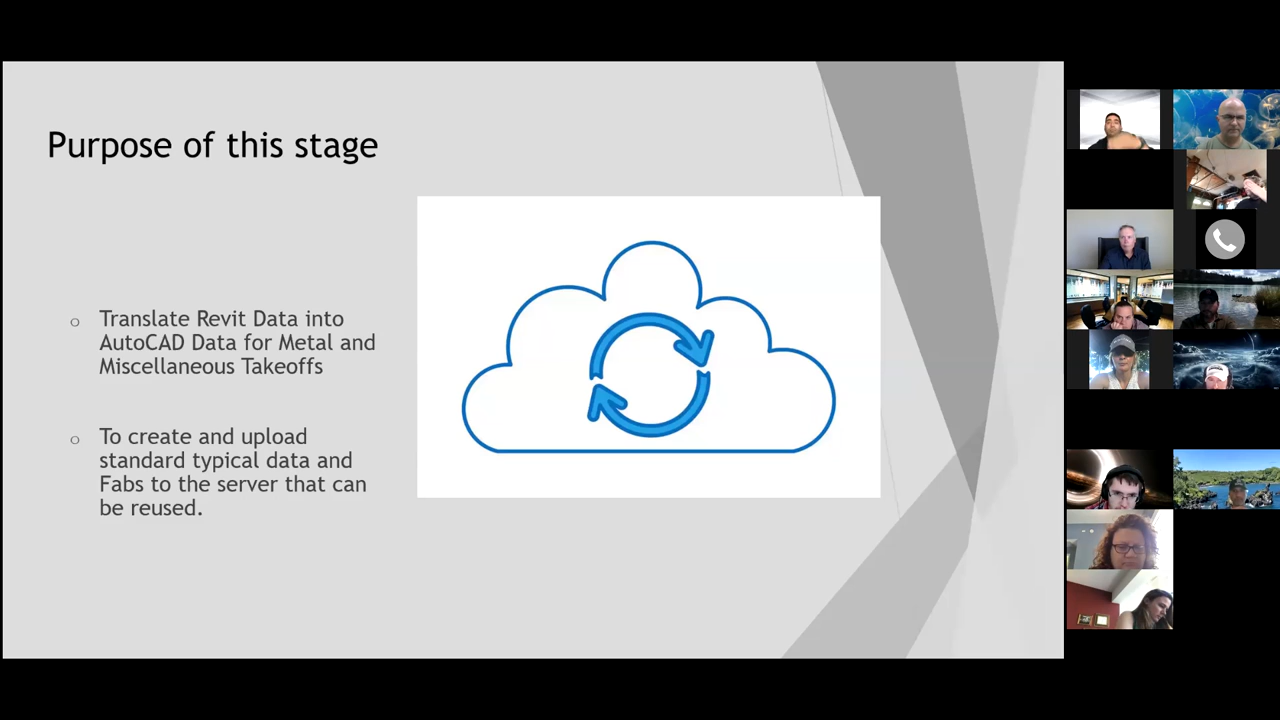 Purpose of this stage
o Translate Revit Data into
AutoCAD Data for Metal and
Miscellaneous Takeoffs
o To create and upload
standard typical data and
Fabs to the server that can
be reused.